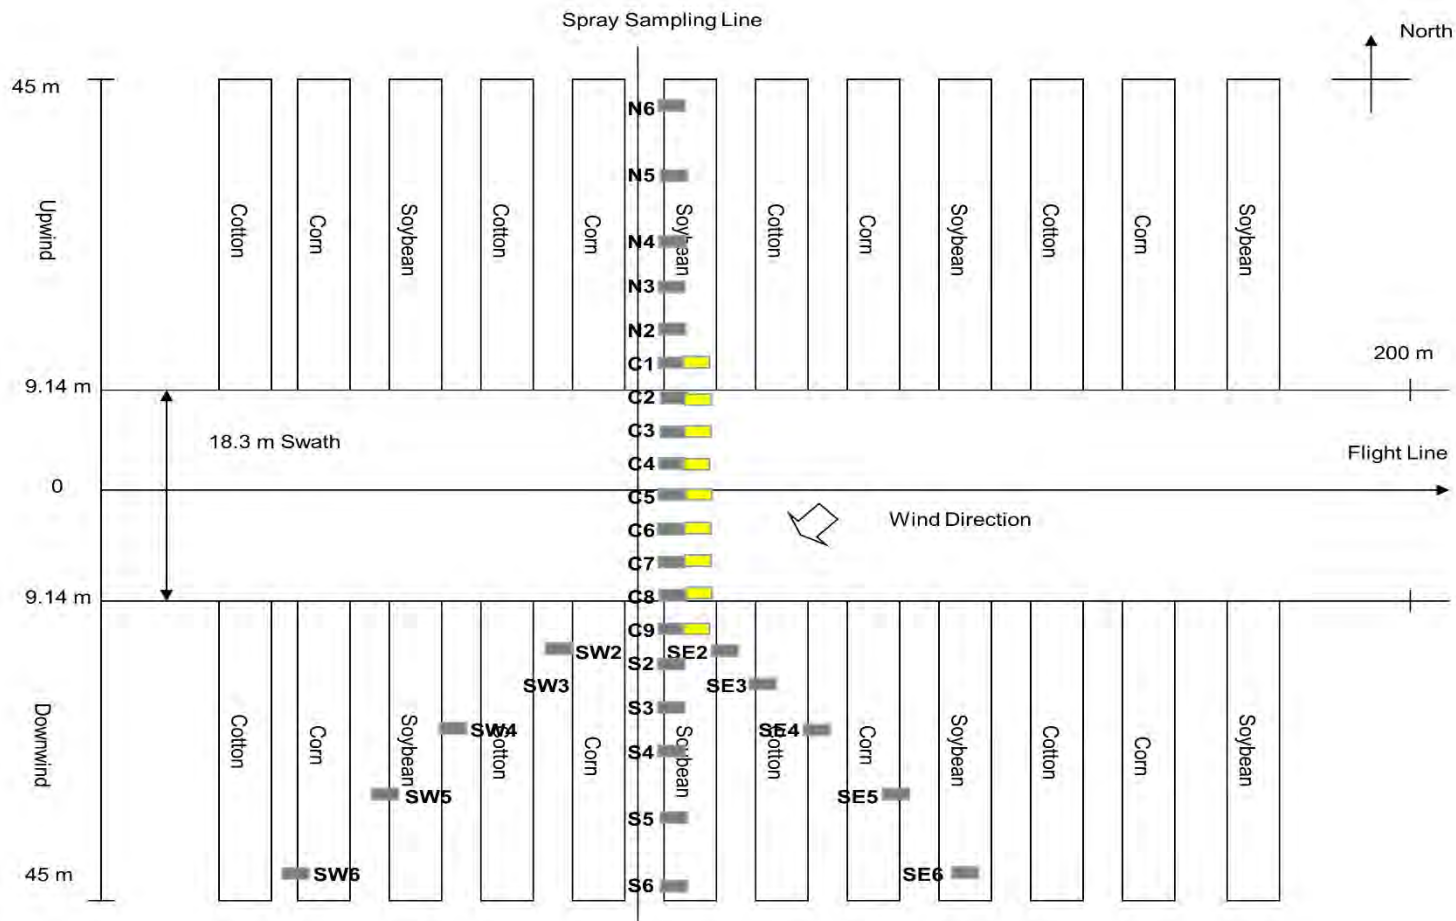 Spray Sampling Line
North
45 m
N6
N5
Upwind
Cotton
Corn
Soybean
Cotton
Corn
Soybean
Cotton
Corn
Soybean
Cotton
Corn
Soybean
N4
N3
N2
C1
200 m
9.14 m
C2
18.3 m Swath
C3
Flight Line
C4
0
C5
Wind Direction
C6
C7
9.14 m
C8
C9
SW2
SE2
S2
SW3
SE3
S3
Downwind
Cotton
Corn
Soybean
Cotton
Corn
Soybean
Cotton
Corn
Soybean
Cotton
Corn
Soybean
SW4
SE4
S4
SW5
SE5
S5
45 m
SW6
SE6
S6